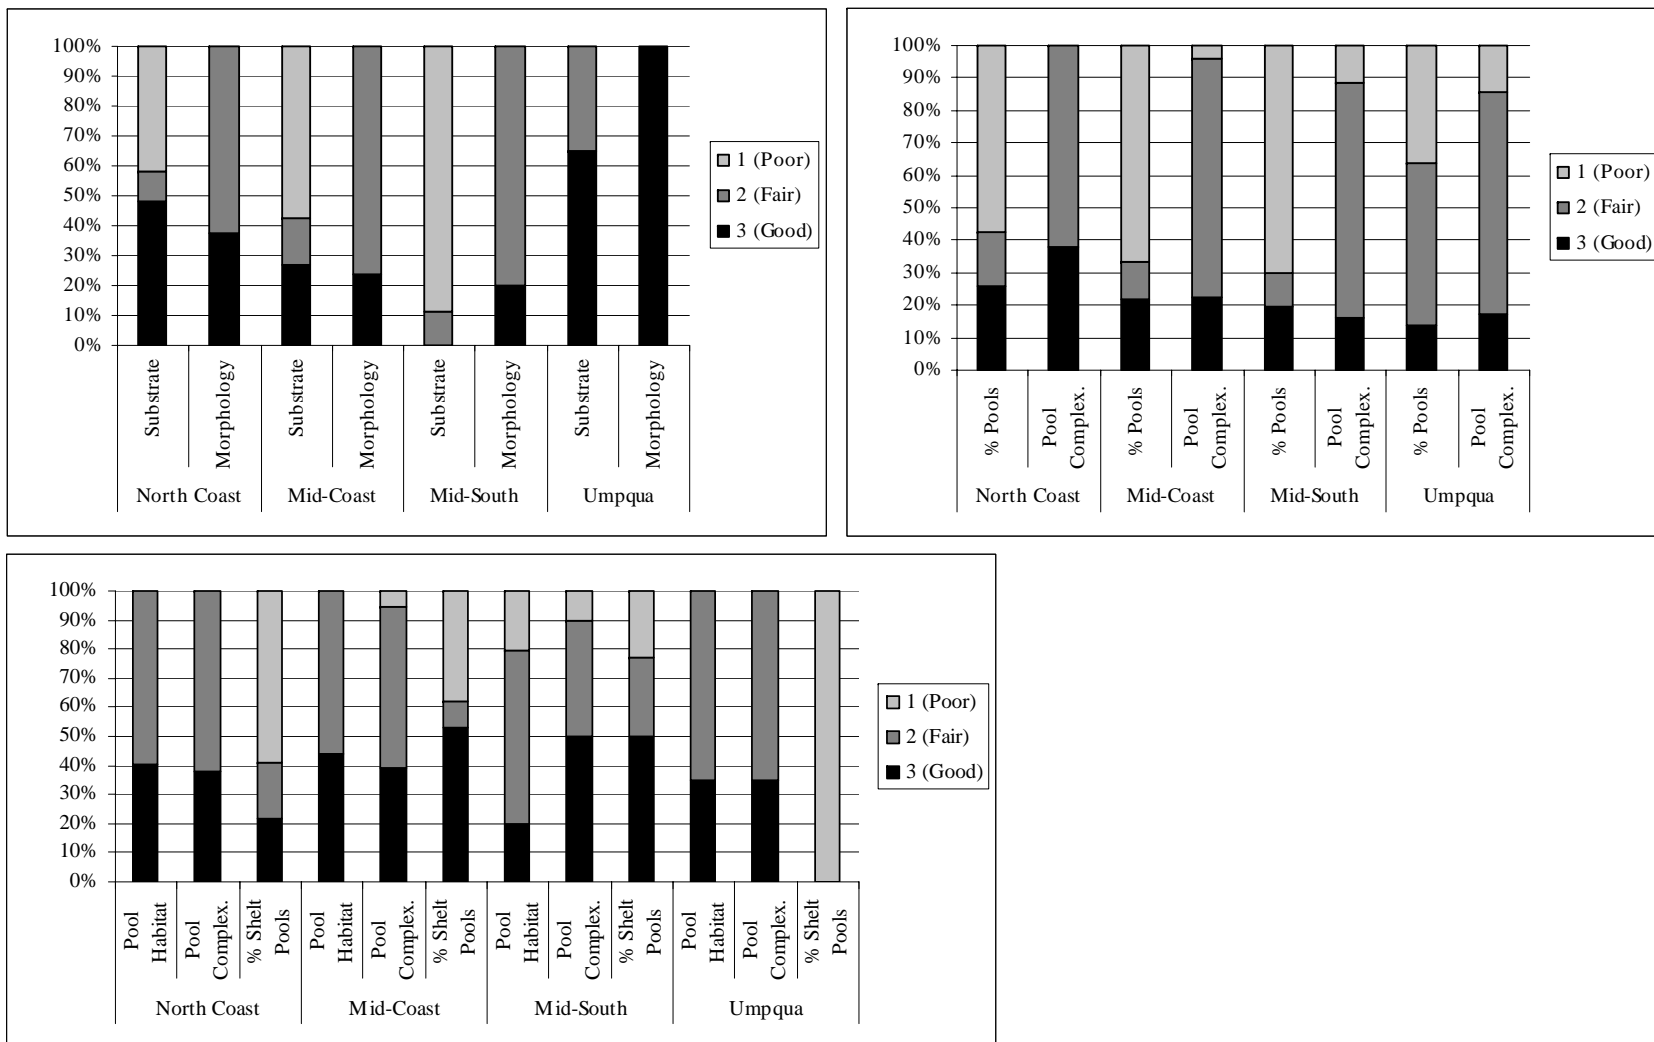 100%
90%
80%
70%
60%
50%
40%
30%
20%
10%
0%
Substrate
Morphology
Substrate
Morphology
Substrate
Morphology
Substrate
Morphology
North Coast
Mid-Coast
Mid-South
Umpqua
1 (Poor)
2 (Fair)
3 (Good)
100%
90%
80%
70%
60%
50%
40%
30%
20%
10%
0%
% Pools
Pool
Complex.
% Pools
Pool
Complex.
% Pools
Pool
Complex.
% Pools
Pool
Complex.
North Coast
Mid-Coast
Mid-South
Umpqua
1 (Poor)
2 (Fair)
3 (Good)
100%
90%
80%
70%
60%
50%
40%
30%
20%
10%
0%
Pool
Habitat
Pool
Complex.
% Shelt
Pools
Pool
Habitat
Pool
Complex.
% Shelt
Pools
Pool
Habitat
Pool
Complex.
% Shelt
Pools
Pool
Habitat
Pool
Complex.
% Shelt
Pools
North Coast
Mid-Coast
Mid-South
Umpqua
1 (Poor)
2 (Fair)
3 (Good)